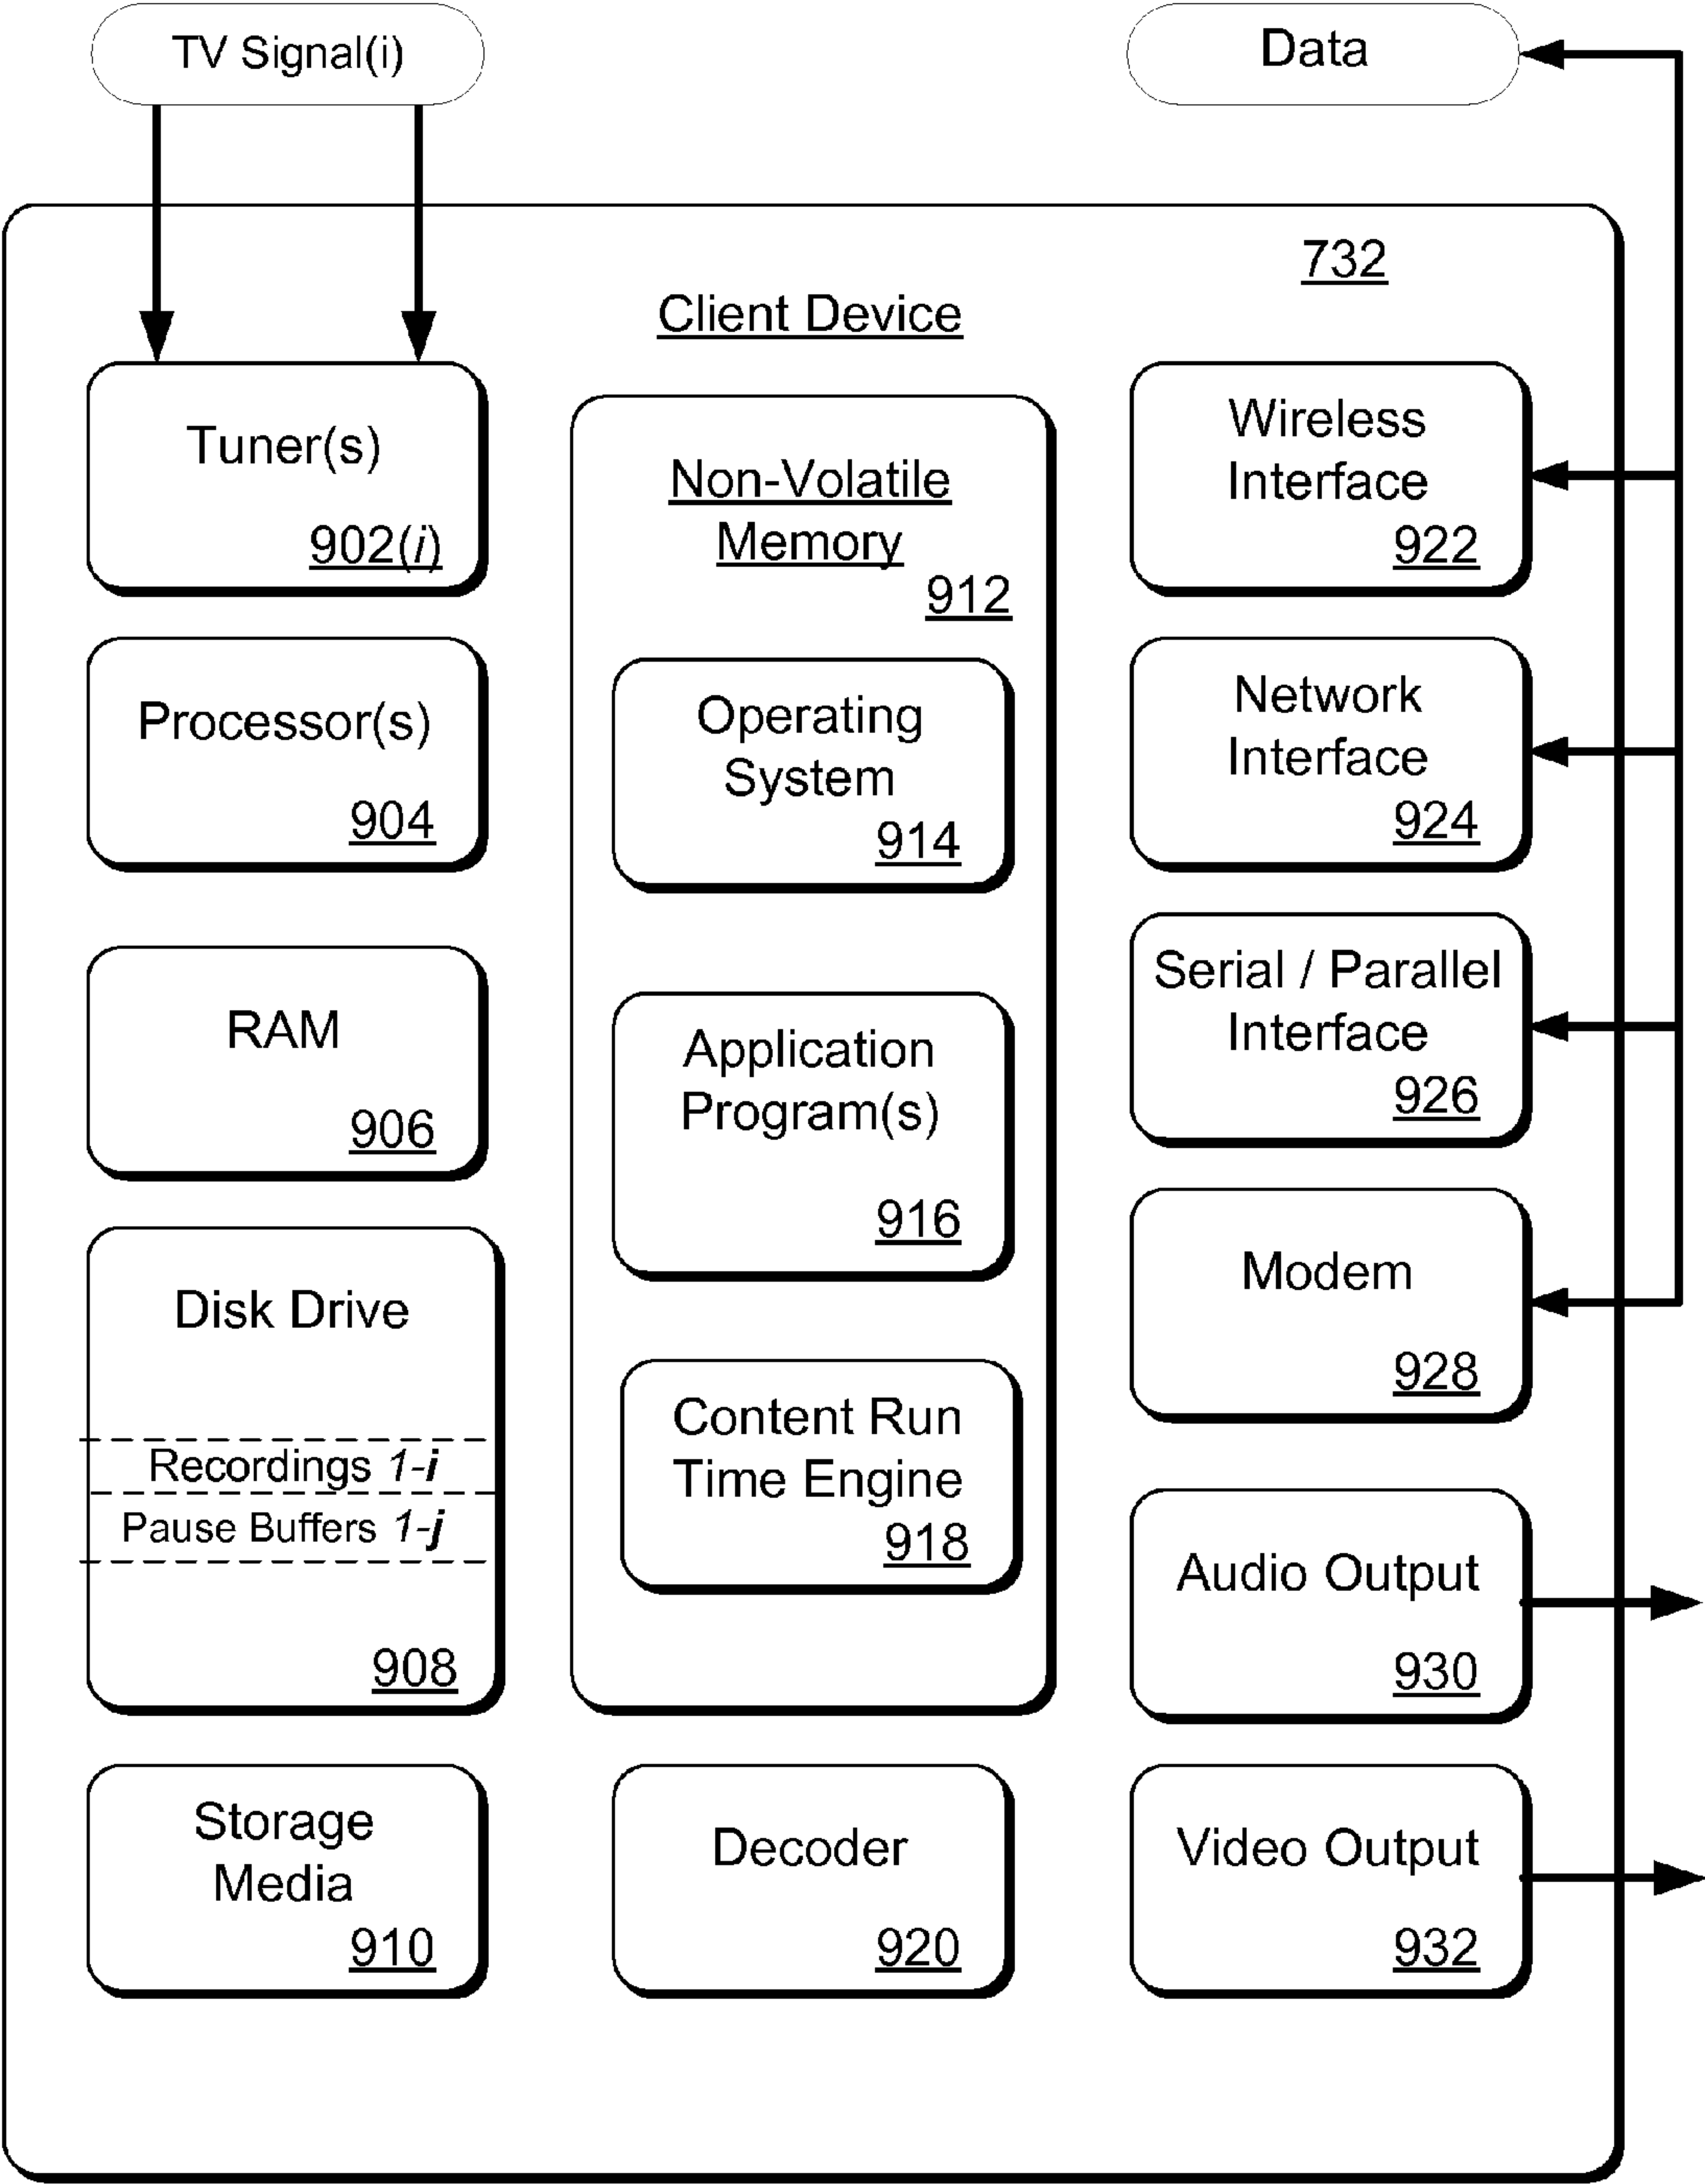 TV Signal(i)
Data
732
Client Device
Tuner(s)
902(i)
Processor(s)
904
RAM
906
Disk Drive
Recordings 1-i
Pause Buffers 1-j
908
Storage
Media
910
Non-Volatile
Memory
912
Operating
System
914
Application
Program(s)
916
Content Run
Time Engine
918
Decoder
920
Wireless
Interface
922
Network
Interface
924
Serial / Parallel
Interface
926
Modem
928
Audio Output
930
Video Output
932